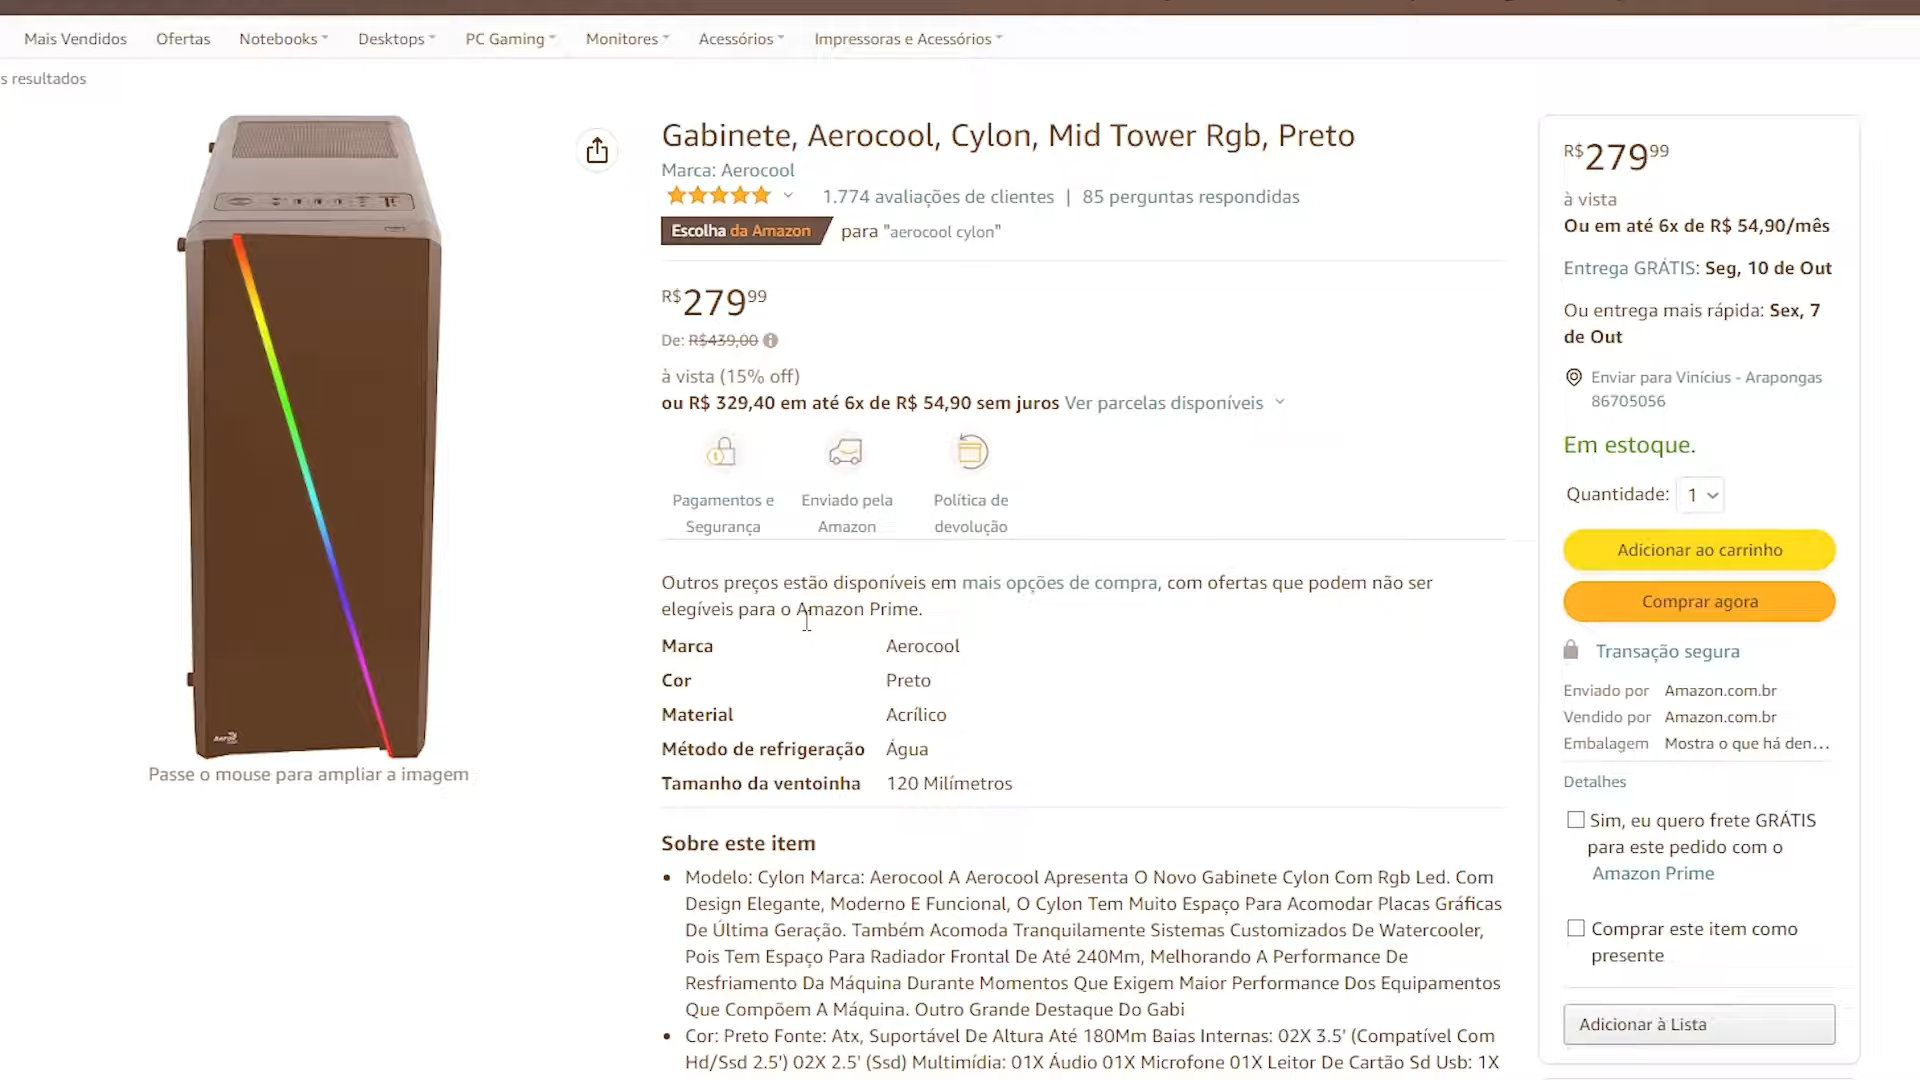 Mais Vendidos Ofertas Notebooks Desktops PC Gaming Monitores Acessórios Impressoras e Acessórios
s resultados
Gabinete, Aerocool, Cylon, Mid Tower Rgb, Preto
Marca: Aerocool
1.774 avaliações de clientes | 85 perguntas respondidas
Escolha da Amazon para "aerocool cylon"
R$27999
De: R$439,00
à vista (15% off)
ou R$ 329,40 em até 6x de R$ 54,90 sem juros Ver parcelas disponíveis
Pagamentos e
Segurança
Enviado pela
Amazon
Política de
devolução
Outros preços estão disponíveis em mais opções de compra, com ofertas que podem não ser
elegíveis para o Amazon Prime.
Marca Aerocool
Cor Preto
Material Acrílico
Método de refrigeração Água
Tamanho da ventoinha 120 Milímetros
Passe o mouse para ampliar a imagem
Sobre este item
Modelo: Cylon Marca: Aerocool A Aerocool Apresenta O Novo Gabinete Cylon Com Rgb Led. Com
Design Elegante, Moderno E Funcional, O Cylon Tem Muito Espaço Para Acomodar Placas Gráficas
De Última Geração. Também Acomoda Tranquilamente Sistemas Customizados De Watercooler,
Pois Tem Espaço Para Radiador Frontal De Até 240Mm, Melhorando A Performance De
Resfriamento Da Máquina Durante Momentos Que Exigem Maior Performance Dos Equipamentos
Que Compõem A Máquina. Outro Grande Destaque Do Gabi
Cor: Preto Fonte: Atx, Suportável De Altura Até 180Mm Baias Internas: 02X 3.5' (Compatível Com
Hd/Ssd 2.5') 02X 2.5' (Ssd) Multimídia: 01X Áudio 01X Microfone 01X Leitor De Cartão Sd Usb: 1X
R$27999
à vista
Ou em até 6x de R$ 54,90/mês
Entrega GRÁTIS: Seg, 10 de Out
Ou entrega mais rápida: Sex, 7
de Out
Enviar para Vinícius - Arapongas
86705056
Em estoque.
Quantidade: 1
Adicionar ao carrinho
Comprar agora
Transação segura
Enviado por Amazon.com.br
Vendido por Amazon.com.br
Embalagem Mostra o que há den...
Detalhes
Sim, eu quero frete GRÁTIS
para este pedido com o
Amazon Prime
Comprar este item como
presente
Adicionar à Lista